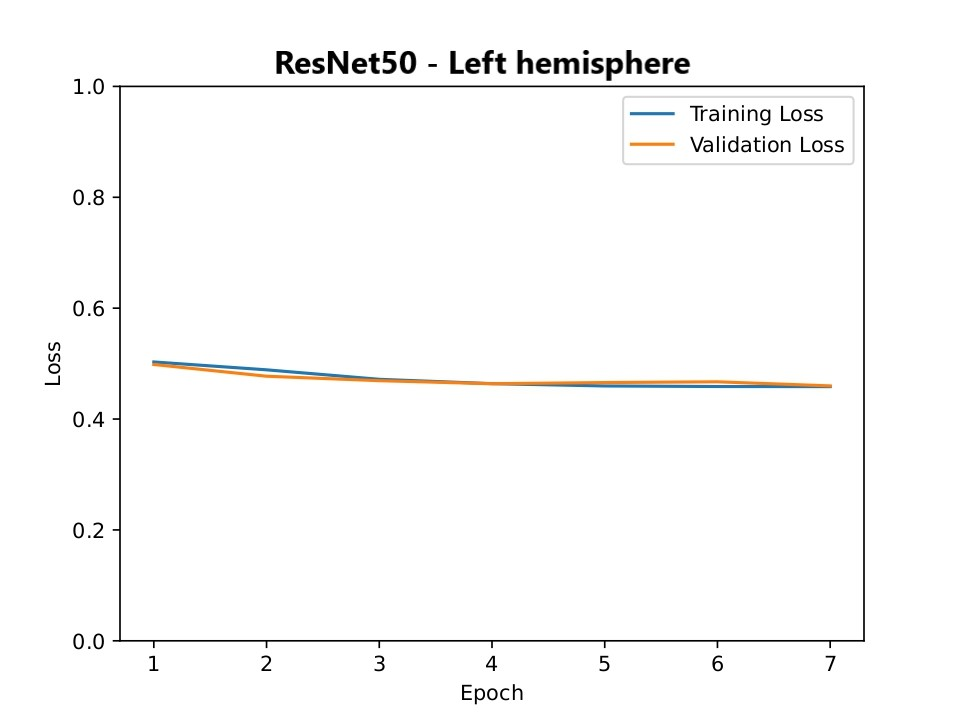 ResNet50 - Left hemisphere
1.0
0.8
0.6
0.4
0.2
0.0
Loss
Training Loss
Validation Loss
1 2 3 4 5 6 7
Epoch